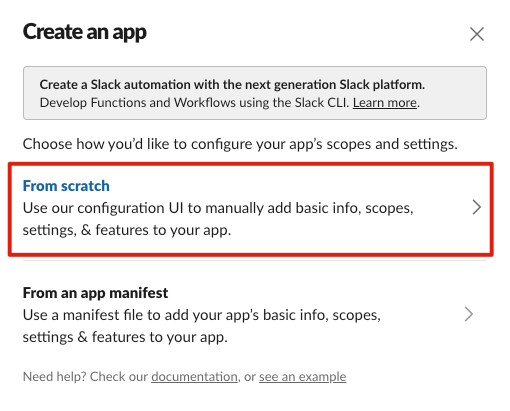 Create an app
Create a Slack automation with the next generation Slack platform.
Develop Functions and Workflows using the Slack CLI. Learn more.
Choose how you'd like to configure your app's scopes and settings.
From scratch
Use our configuration UI to manually add basic info, scopes,
settings, & features to your app.
From an app manifest
Use a manifest file to add your app's basic info, scopes,
settings & features to your app.
Need help? Check our documentation, or see an example